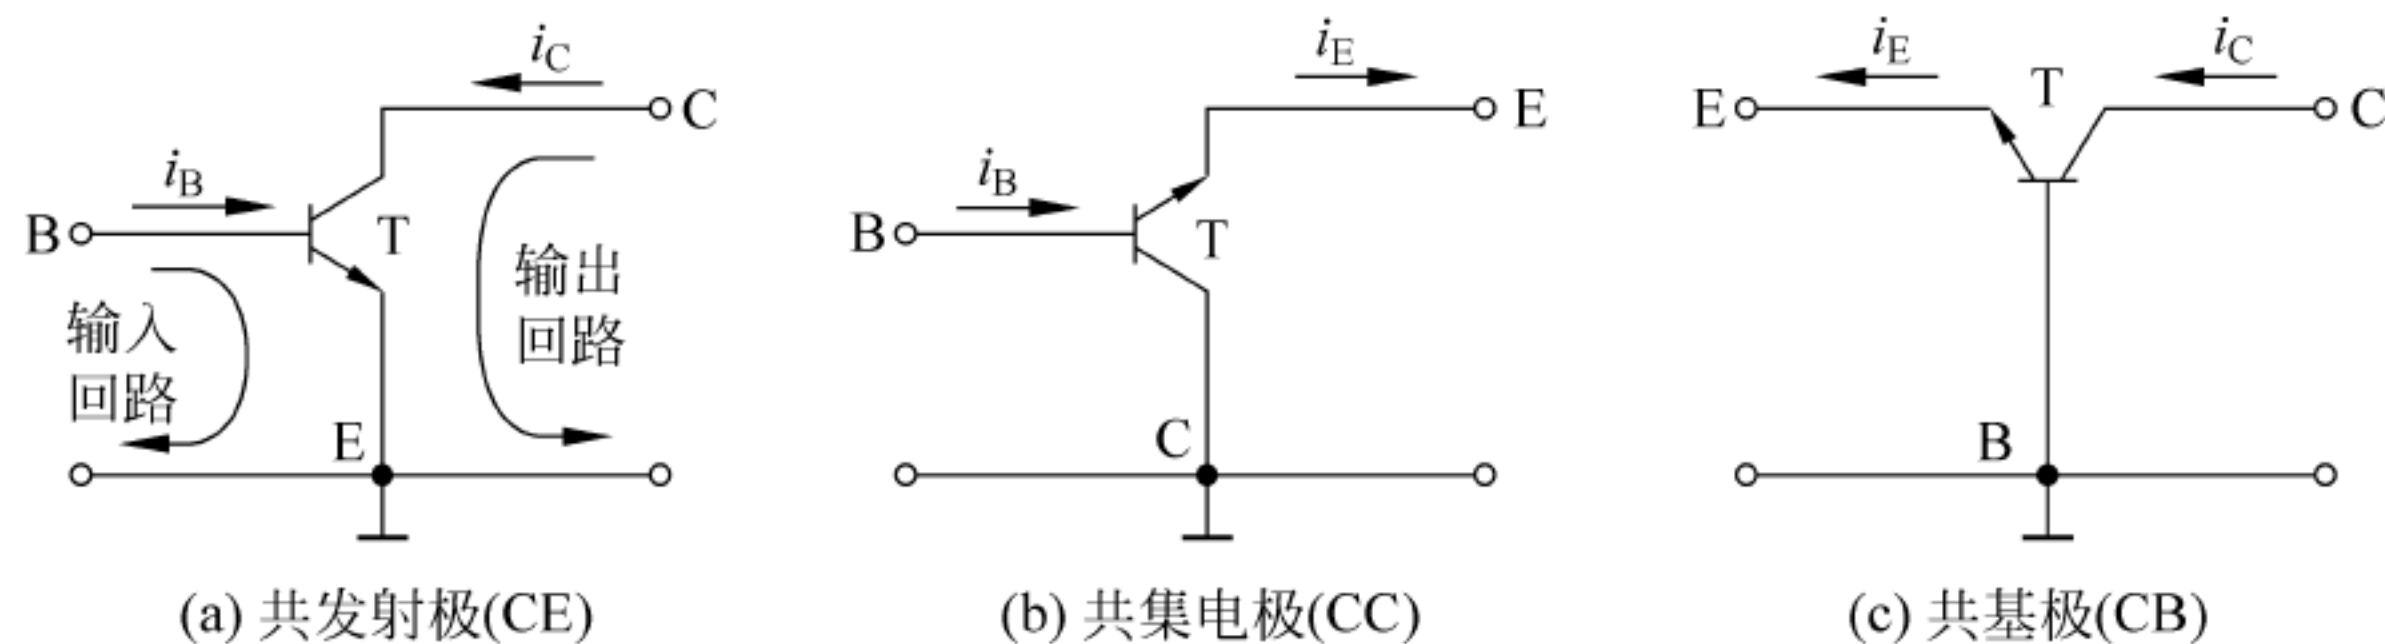 iC
C
iB
B
T
输入
回路
输出
回路
E
(a) 共发射极(CE)
iE
E
iB
B
T
C
(b) 共集电极(CC)
iE
iC
E
T
C
B
(c) 共基极(CB)